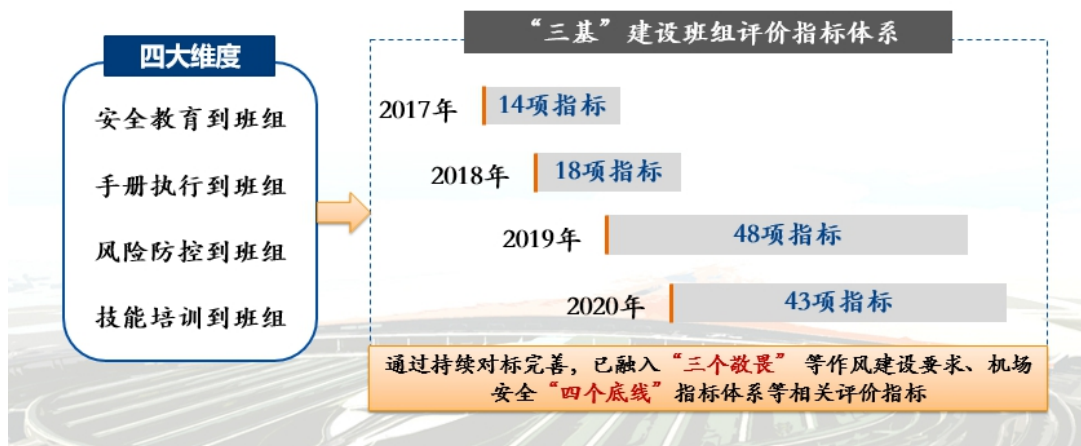 四大维度
安全教育到班组
手册执行到班组
风险防控到班组
技能培训到班组
“三基”建设班组评价指标体系
2017年 14项指标
2018年 18项指标
2019年 48项指标
2020年 43项指标
通过持续对标完善，已融入“三个敬畏”等作风建设要求、机场
安全“四个底线”指标体系等相关评价指标